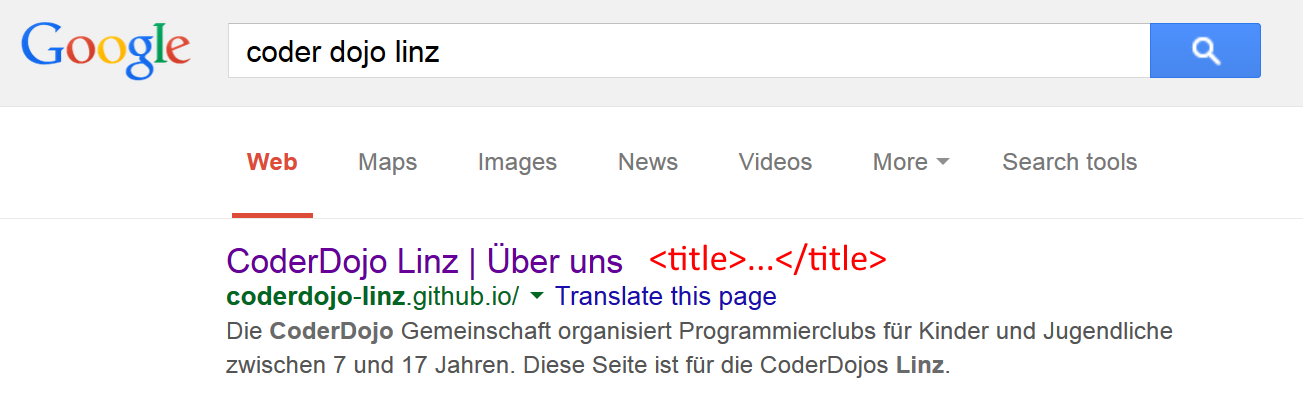 Google coder dojo linz
Web Maps Images News Videos More Search tools
CoderDojo Linz | Über uns <title>...</title>
coderdojo-linz.github.io/ Translate this page
Die CoderDojo Gemeinschaft organisiert Programmierclubs für Kinder und Jugendliche
zwischen 7 und 17 Jahren. Diese Seite ist für die CoderDojos Linz.